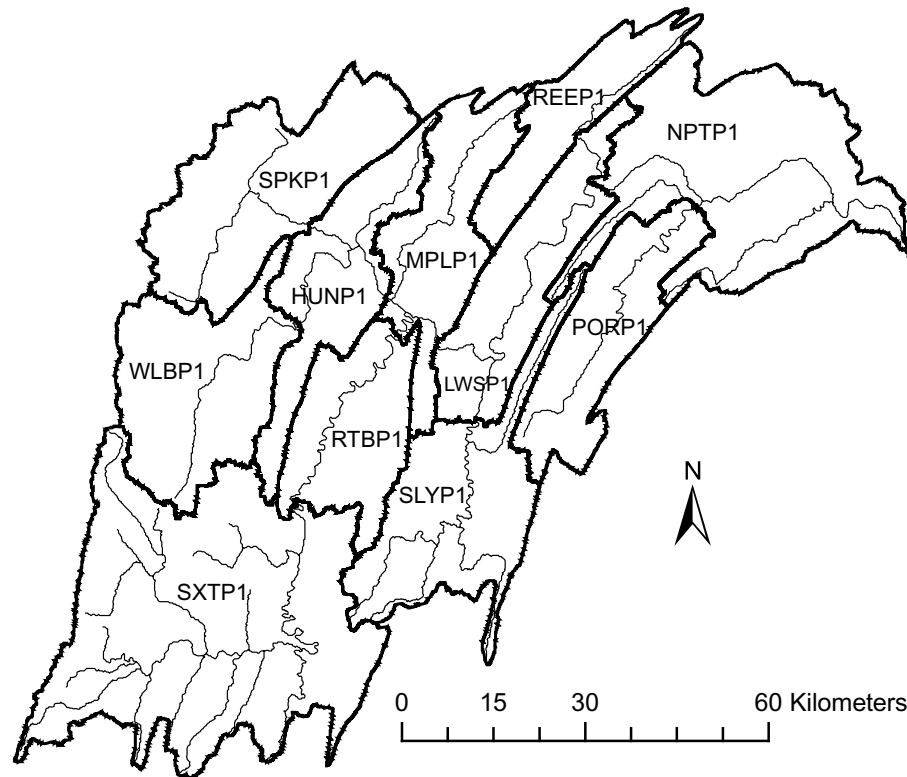 REEP1
NPTP1
SPKP1
MPLP1
HUNP1
PORP1
WLBP1
LWSP1
RTBP1
SLYP1
N
SXTP1
0 15 30 60 Kilometers